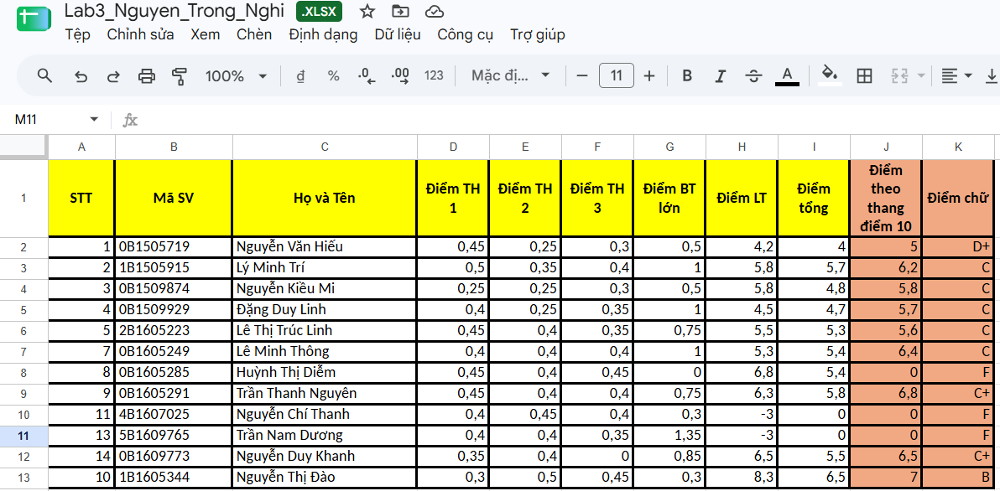 Lab3_Nguyen_Trong_Nghi .XLSX
Tệp Chỉnh sửa Xem Chèn Định dạng Dữ liệu Công cụ Trợ giúp
100% đ % .0 .00 123 Mặc đị... 11 B I S A
M11 fx
A B C D E F G H I J K
1 STT Mã SV Họ và Tên Điểm TH 1 Điểm TH 2 Điểm TH 3 Điểm BT lớn Điểm LT Điểm tổng Điểm theo thang điểm 10 Điểm chữ
2 1 0B1505719 Nguyễn Văn Hiếu 0,45 0,25 0,3 0,5 4,2 4 5 D+
3 2 1B1505915 Lý Minh Trí 0,5 0,35 0,4 1 5,8 5,7 6,2 C
4 3 0B1509874 Nguyễn Kiều Mi 0,25 0,25 0,3 0,5 5,8 4,8 5,8 C
5 4 0B1509929 Đặng Duy Linh 0,4 0,25 0,35 1 4,5 4,7 5,7 C
6 5 2B1605223 Lê Thị Trúc Linh 0,45 0,4 0,35 0,75 5,5 5,3 5,6 C
7 7 0B1605249 Lê Minh Thông 0,4 0,4 0,4 1 5,3 5,4 6,4 C
8 8 0B1605285 Huỳnh Thị Diễm 0,45 0,4 0,45 0 6,8 5,4 0 F
9 9 0B1605291 Trần Thanh Nguyên 0,45 0,4 0,4 0,75 6,3 5,8 6,8 C+
10 11 4B1607025 Nguyễn Chí Thanh 0,4 0,45 0,4 0,3 -3 0 0 F
11 13 5B1609765 Trần Nam Dương 0,4 0,4 0,35 1,35 -3 0 0 F
12 14 0B1609773 Nguyễn Duy Khanh 0,35 0,4 0 0,85 6,5 5,5 6,5 C+
13 10 1B1605344 Nguyễn Thị Đào 0,3 0,5 0,45 0,3 8,3 6,5 7 B